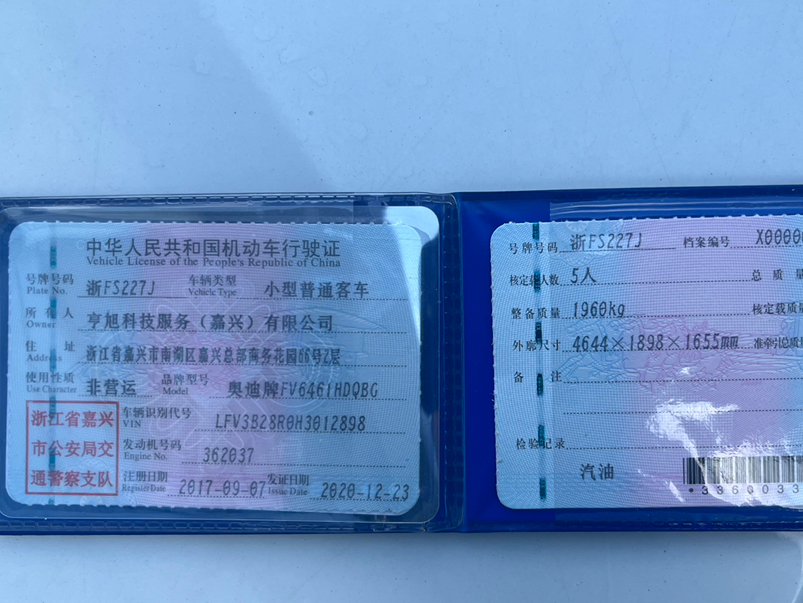 中华人民共和国机动车行驶证
Vehicle License of the People's Republic of China
号牌号码 浙FS227J 车辆类型 小型普通客车
Plate No. Vehicle Type
所有人 亨旭科技服务（嘉兴）有限公司
Owner
住址 浙江省嘉兴市南湖区嘉兴总部商务花园66号2层
Address
使用性质 非营运 品牌型号 奥迪牌FV6461HDQBG
Use Character Model
浙江省嘉兴
市公安局交
通警察支队
车辆识别代号 LFV3B28R0H3012898
VIN
发动机号码 362037
Engine No.
注册日期 2017-09-07 发证日期 2020-12-23
Register Date Issue Date
号牌号码 浙FS227J 档案编号
核定载人数 5人 总质量
整备质量 1960kg 核定载质量
外廓尺寸 4644×1898×1655mm 准牵引总质
备注
检验记录
汽油
*3360033